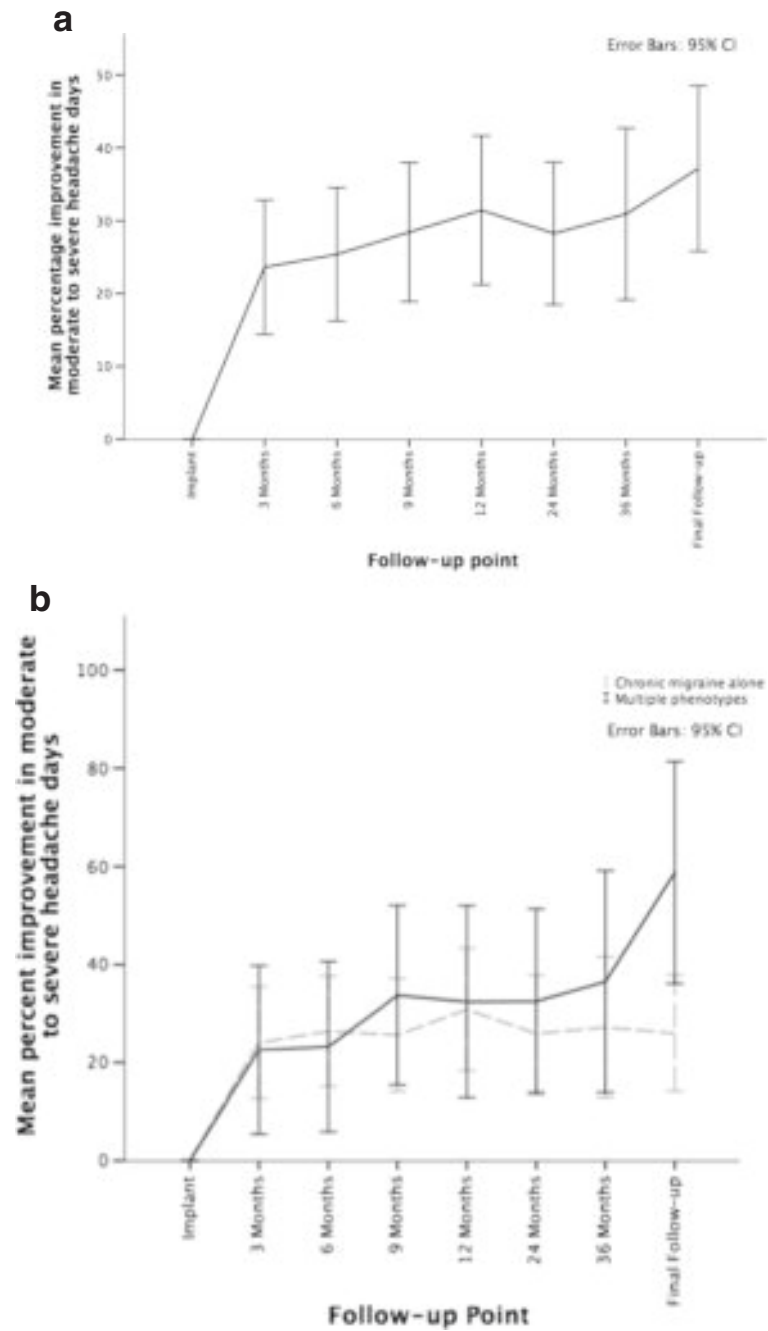 a
Error Bars: 95% CI
Mean percentage improvement in
moderate to severe headache days
50
40
30
20
10
0
Implant
3 Months
6 Months
9 Months
12 Months
24 Months
36 Months
Final Follow-up
Follow-up point
b
Mean percent improvement in moderate
to severe headache days
100
80
60
40
20
0
Chronic migraine alone
Multiple phenotypes
Error Bars: 95% CI
Implant
3 Months
6 Months
9 Months
12 Months
24 Months
36 Months
Final Follow-up
Follow-up Point